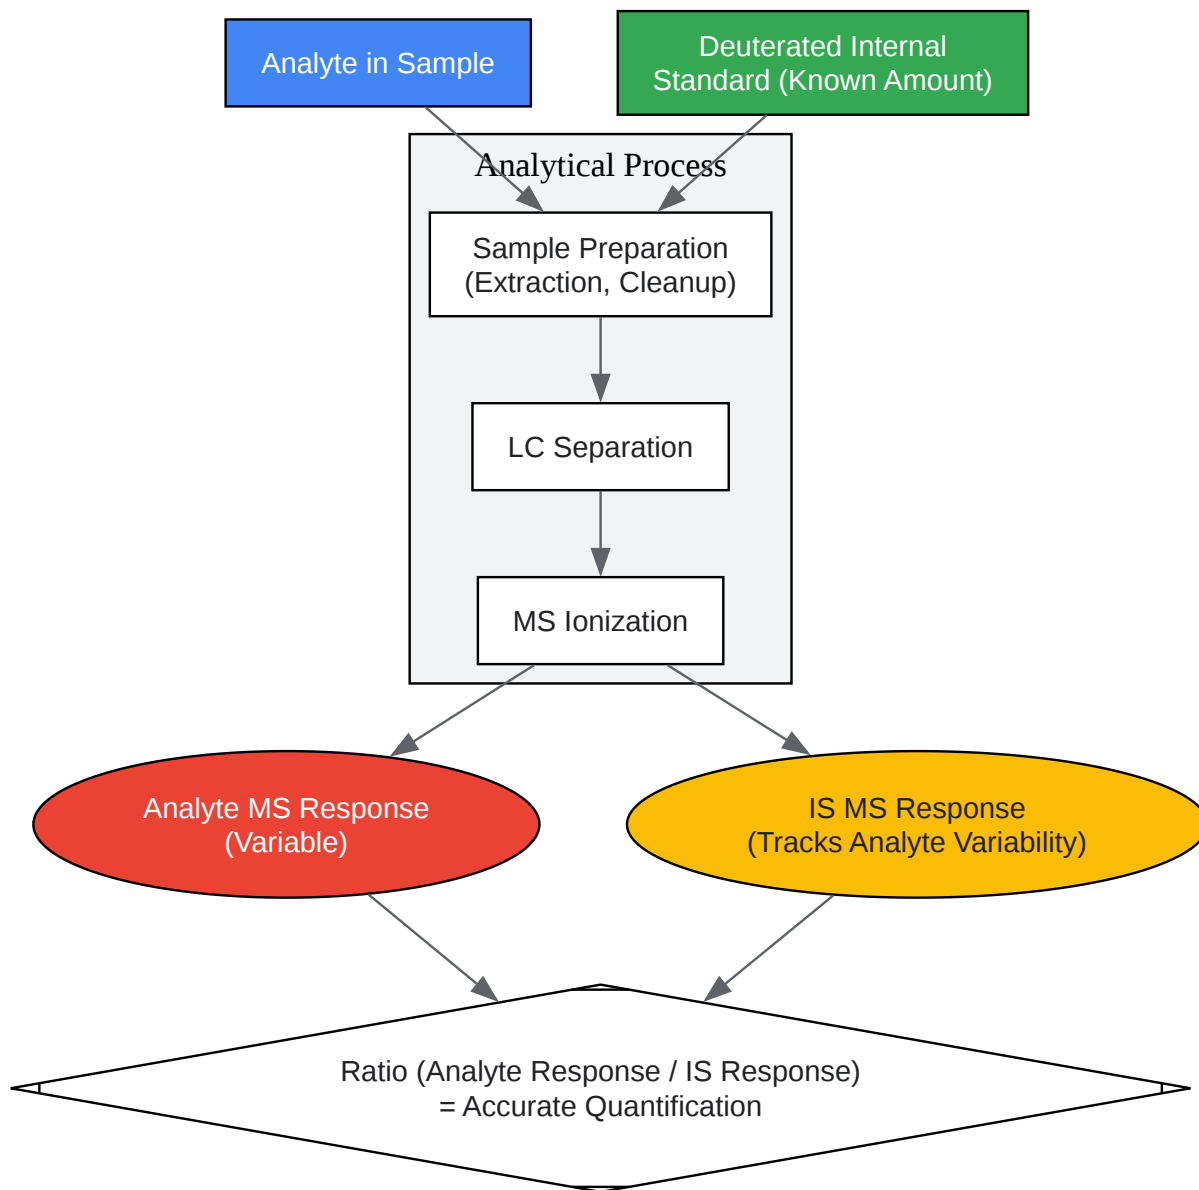 Analyte in Sample
Deuterated Internal
Standard (Known Amount)
Analytical Process
Sample Preparation
(Extraction, Cleanup)
LC Separation
MS Ionization
Analyte MS Response
(Variable)
IS MS Response
(Tracks Analyte Variability)
Ratio (Analyte Response / IS Response)
= Accurate Quantification